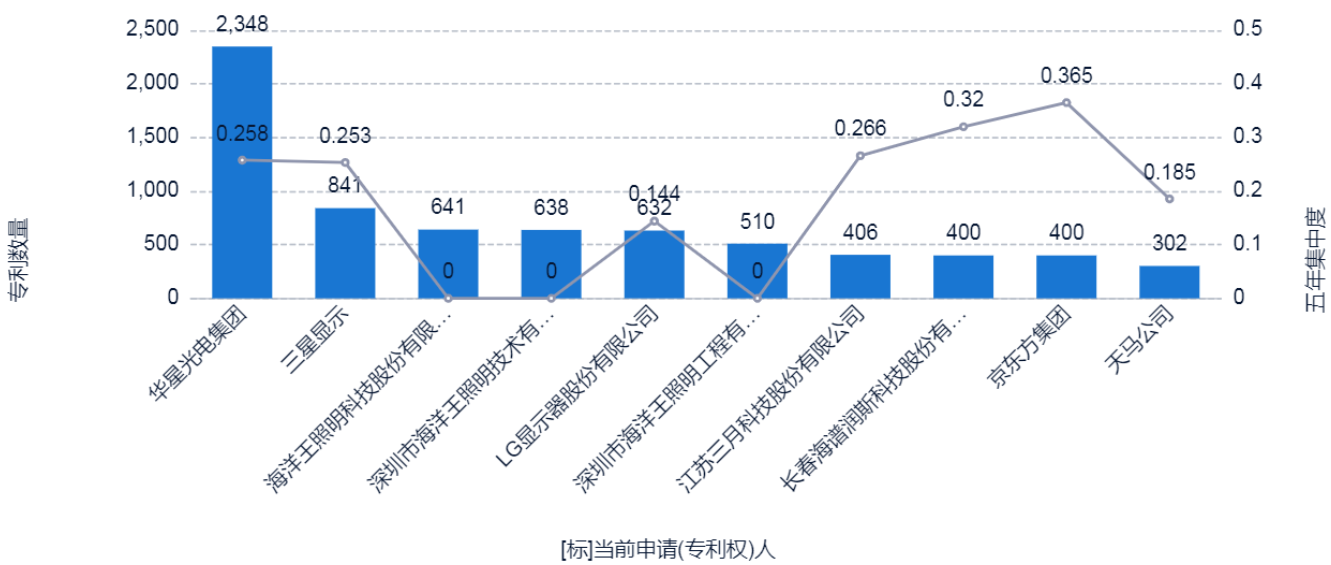 2,500
2,348
0.5
2,000
0.365
0.4
0.32
1,500
0.258
0.253
0.266
0.3
1,000
841
641
638
0.144
632
510
406
400
400
0.185
302
0.2
500
0
0
0
0.1
0
0
专利数量
五年集中度
华星光电集团
三星显示
海洋王照明科技股份有限…
深圳市海洋王照明技术有…
LG显示器股份有限公司
深圳市海洋王照明工程有…
江苏三月科技股份有限公司
长春海谱润斯科技股份有…
京东方集团
天马公司
[标]当前申请(专利权)人